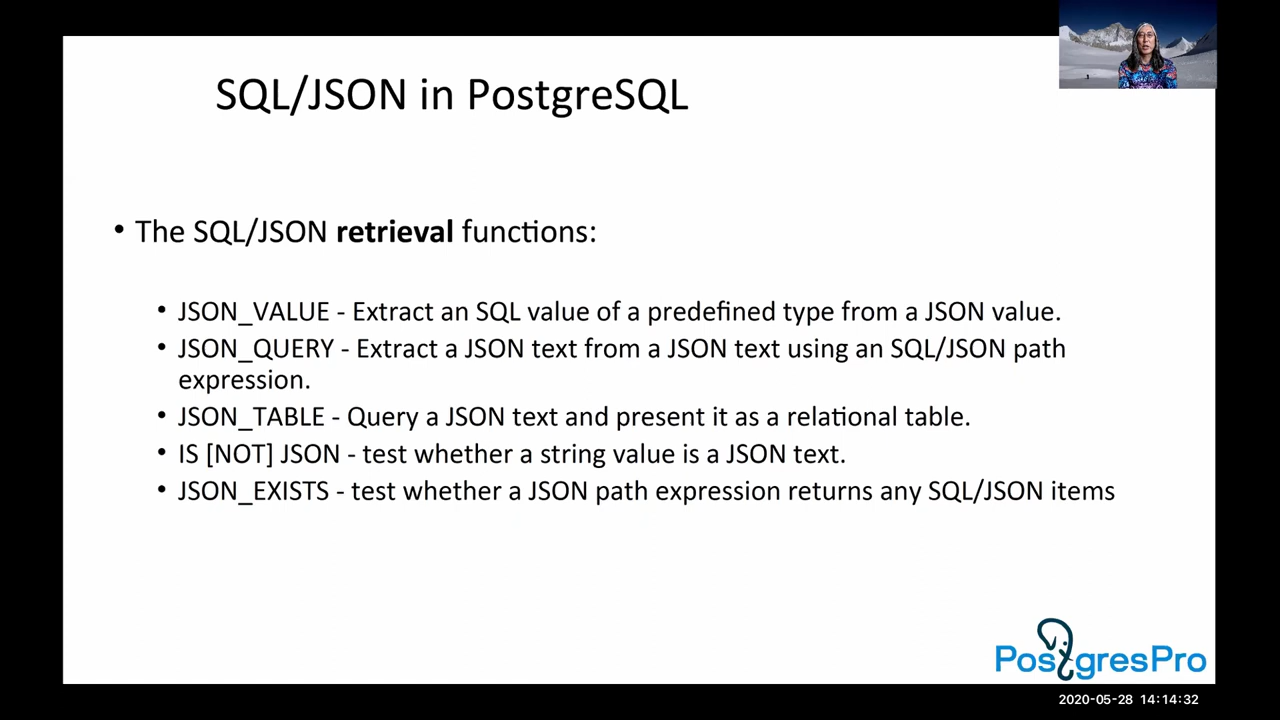 SQL/JSON in PostgreSQL
• The SQL/JSON retrieval functions:
• JSON_VALUE - Extract an SQL value of a predefined type from a JSON value.
• JSON_QUERY - Extract a JSON text from a JSON text using an SQL/JSON path
expression.
• JSON_TABLE - Query a JSON text and present it as a relational table.
• IS [NOT] JSON - test whether a string value is a JSON text.
• JSON_EXISTS - test whether a JSON path expression returns any SQL/JSON items
PostgresPro
2020-05-28 14:14:32